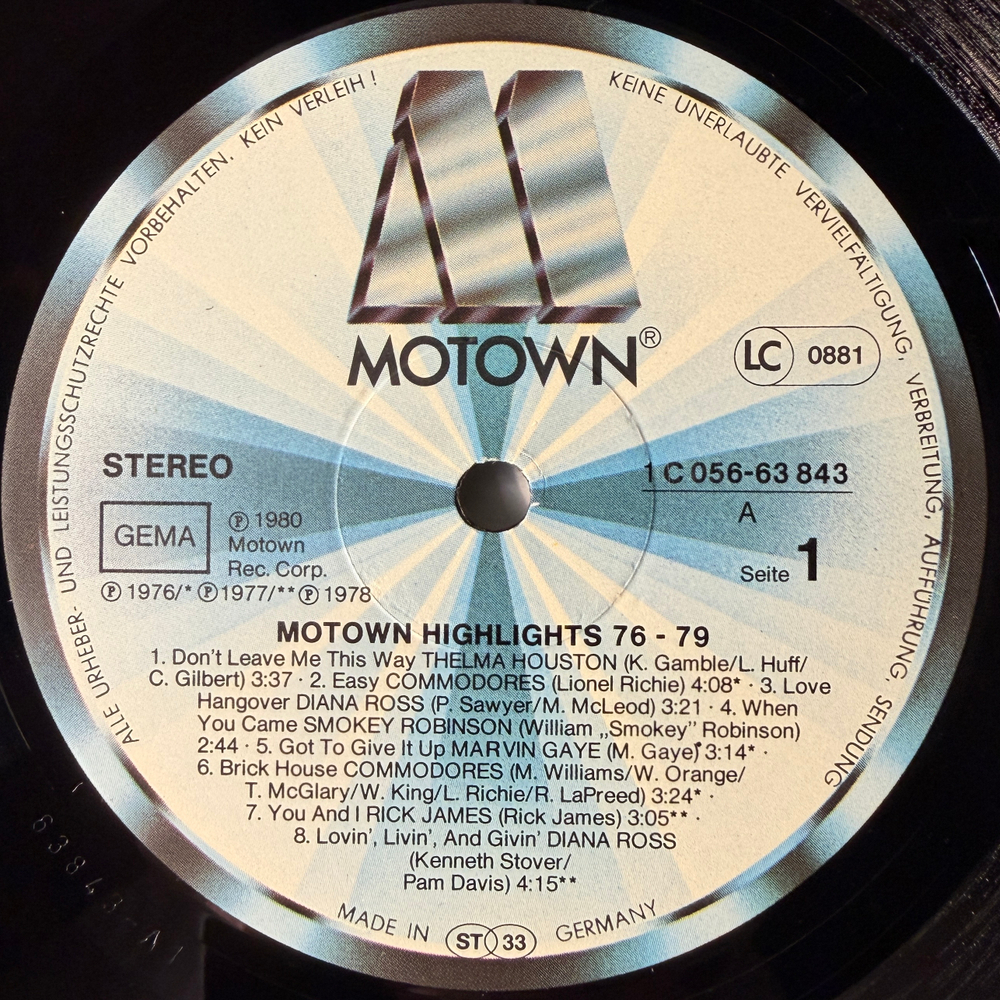 ALLE URHEBER- UND LEISTUNGSSCHUTZRECHTE VORBEHALTEN. KEIN VERLEIH !
KEINE UNERLAUBTE VERVIELFÄLTIGUNG, VERBREITUNG, AUFFÜHRUNG, SENDUNG
MOTOWN®
LC 0881
STEREO
1 C 056-63 843
A
GEMA
℗ 1980
Motown
Rec. Corp.
Seite 1
℗ 1976/* ℗ 1977/** ℗ 1978
MOTOWN HIGHLIGHTS 76 - 79
1. Don't Leave Me This Way THELMA HOUSTON (K. Gamble/L. Huff/
C. Gilbert) 3:37 · 2. Easy COMMODORES (Lionel Richie) 4:08* · 3. Love
Hangover DIANA ROSS (P. Sawyer/M. McLeod) 3:21 · 4. When
You Came SMOKEY ROBINSON (William „Smokey” Robinson)
2:44 · 5. Got To Give It Up MARVIN GAYE (M. Gaye) 3:14* ·
6. Brick House COMMODORES (M. Williams/W. Orange/
T. McGlary/W. King/L. Richie/R. LaPreed) 3:24* ·
7. You And I RICK JAMES (Rick James) 3:05** ·
8. Lovin', Livin', And Givin' DIANA ROSS
(Kenneth Stover/
Pam Davis) 4:15**
MADE IN ST 33 GERMANY